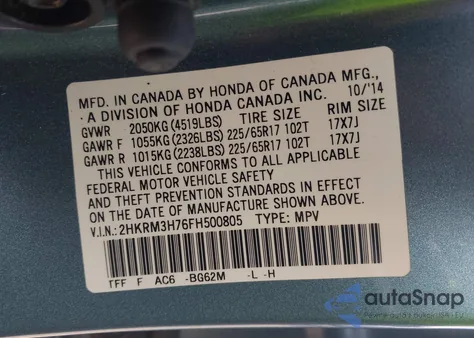 MFD. IN CANADA BY HONDA OF CANADA MFG.,
A DIVISION OF HONDA CANADA INC. 10/'14
GVWR 2050KG (4519LBS) TIRE SIZE RIM SIZE
GAWR F 1055KG (2326LBS) 225/65R17 102T 17X7J
GAWR R 1015KG (2238LBS) 225/65R17 102T 17X7J
THIS VEHICLE CONFORMS TO ALL APPLICABLE
FEDERAL MOTOR VEHICLE SAFETY
AND THEFT PREVENTION STANDARDS IN EFFECT
ON THE DATE OF MANUFACTURE SHOWN ABOVE.
V.I.N.: 2HKRM3H76FH500805 TYPE: MPV
TFF F AC6 -BG62M -L -H
autoSnap